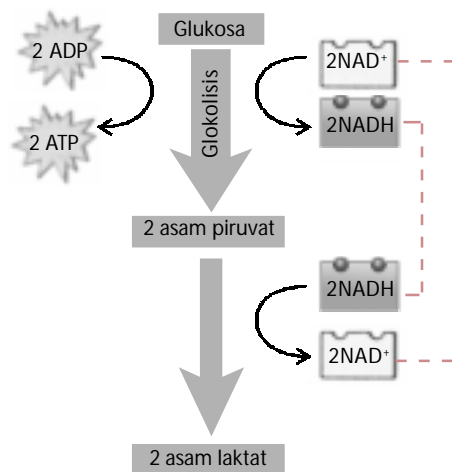 Glukosa
2 ADP
2 ATP
Glokolisis
2NAD⁺
2NADH
2 asam piruvat
2NADH
2NAD⁺
2 asam laktat